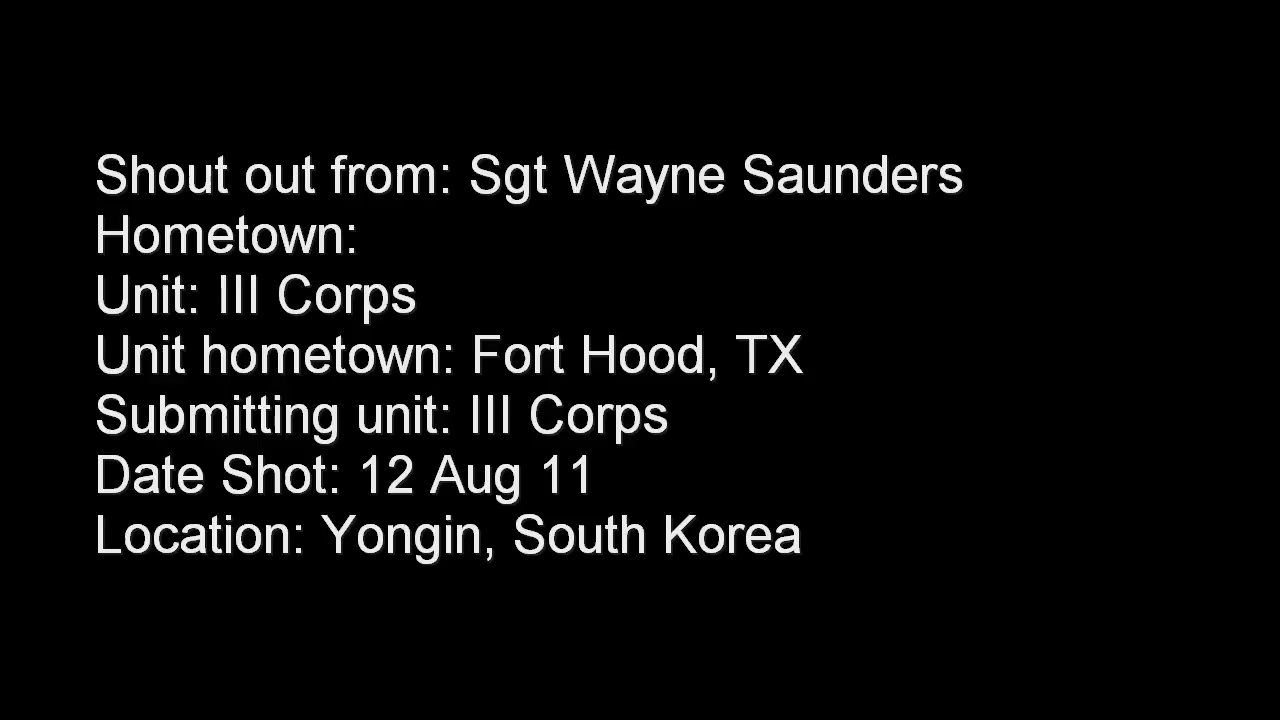 Shout out from: Sgt Wayne Saunders
Hometown:
Unit: III Corps
Unit hometown: Fort Hood, TX
Submitting unit: III Corps
Date Shot: 12 Aug 11
Location: Yongin, South Korea